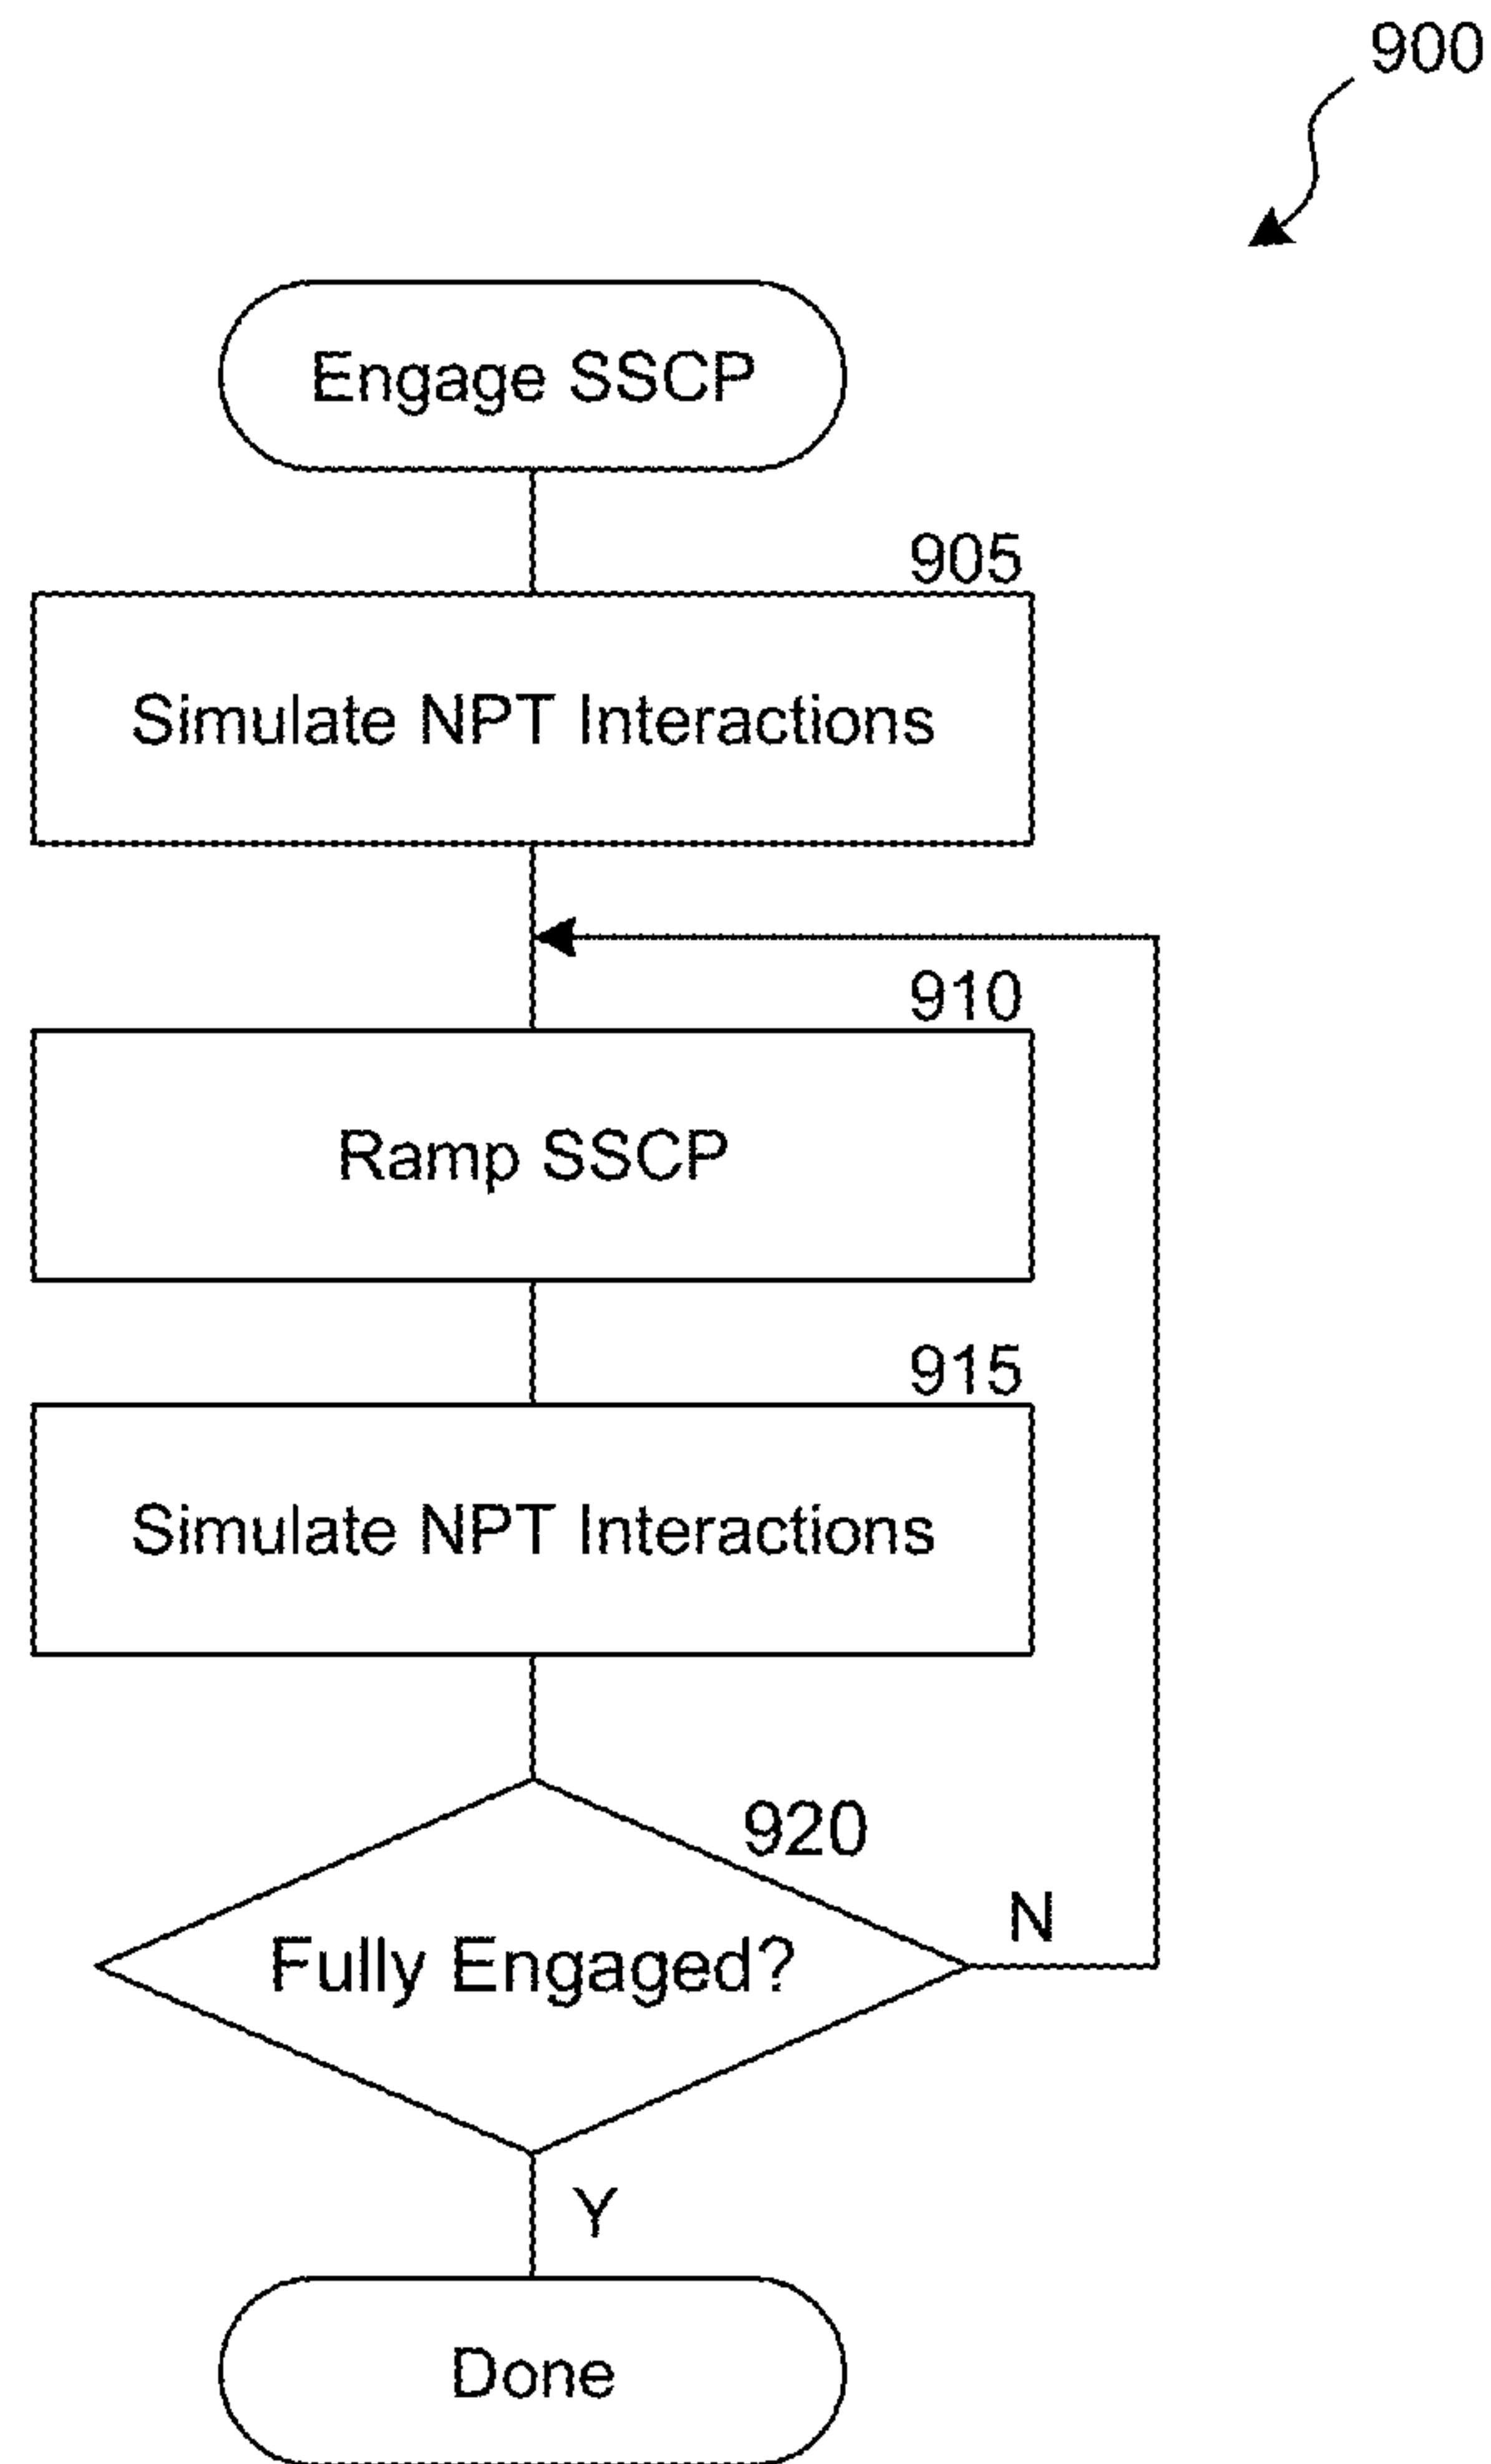 900
Engage SSCP
905
Simulate NPT Interactions
910
Ramp SSCP
915
Simulate NPT Interactions
920
Fully Engaged?
N
Y
Done